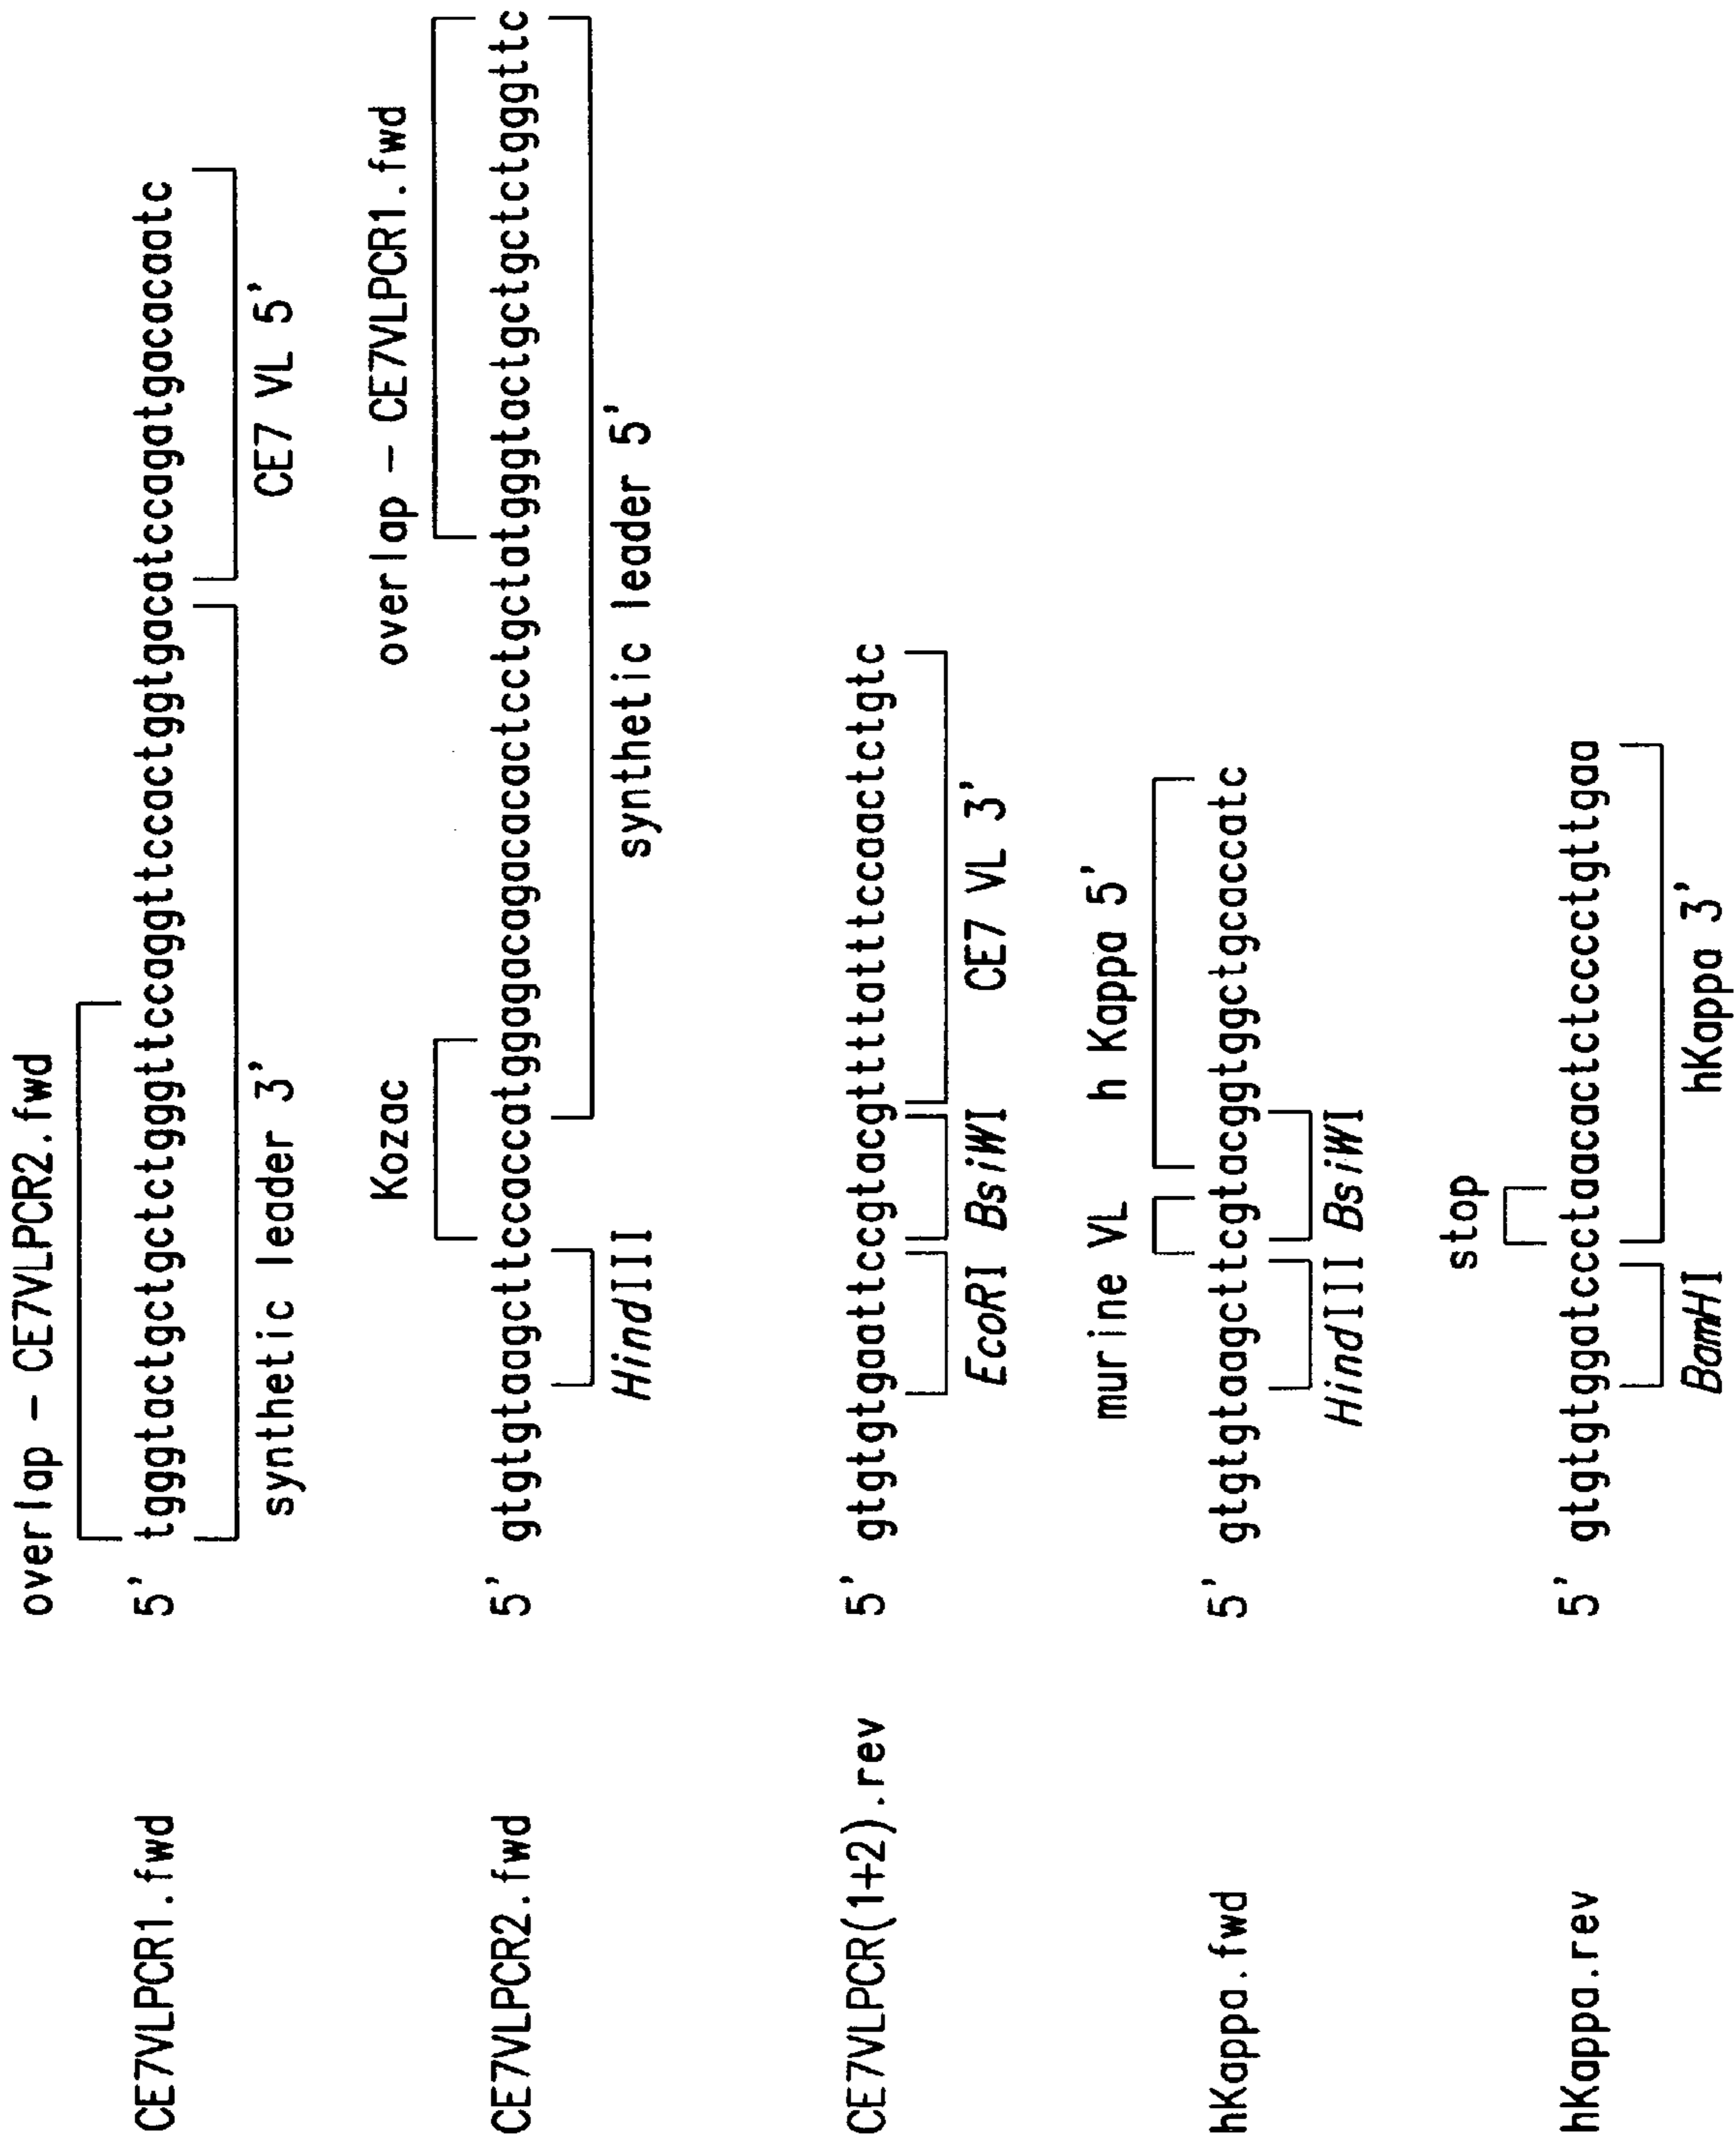 overlap – CE7VLPCR2.fwd
CE7VLPCR1.fwd 5' tgggtactgctgctctgggttccaggttccactggtgacatccagatgacacaatc
synthetic leader 3' CE7 VL 5'
Kozac overlap – CE7VLPCR1.fwd
CE7VLPCR2.fwd 5' gtgtgtaagcttccaccatggagacagacacactcctgctatgggtactgctgctctgggttc
HindIII synthetic leader 5'
CE7VLPCR(1+2).rev 5' gtgtgtgaattccgtacgttttatttccaactctgtc
EcoRI BsiWI CE7 VL 3'
murine VL h Kappa 5'
hKappa.fwd 5' gtgtgtaagcttcgtacggtggctgcaccatc
HindIII BsiWI
stop
hKappa.rev 5' gtgtgtggatccctaacactctcccctgttgaa
BamHI hKappa 3'